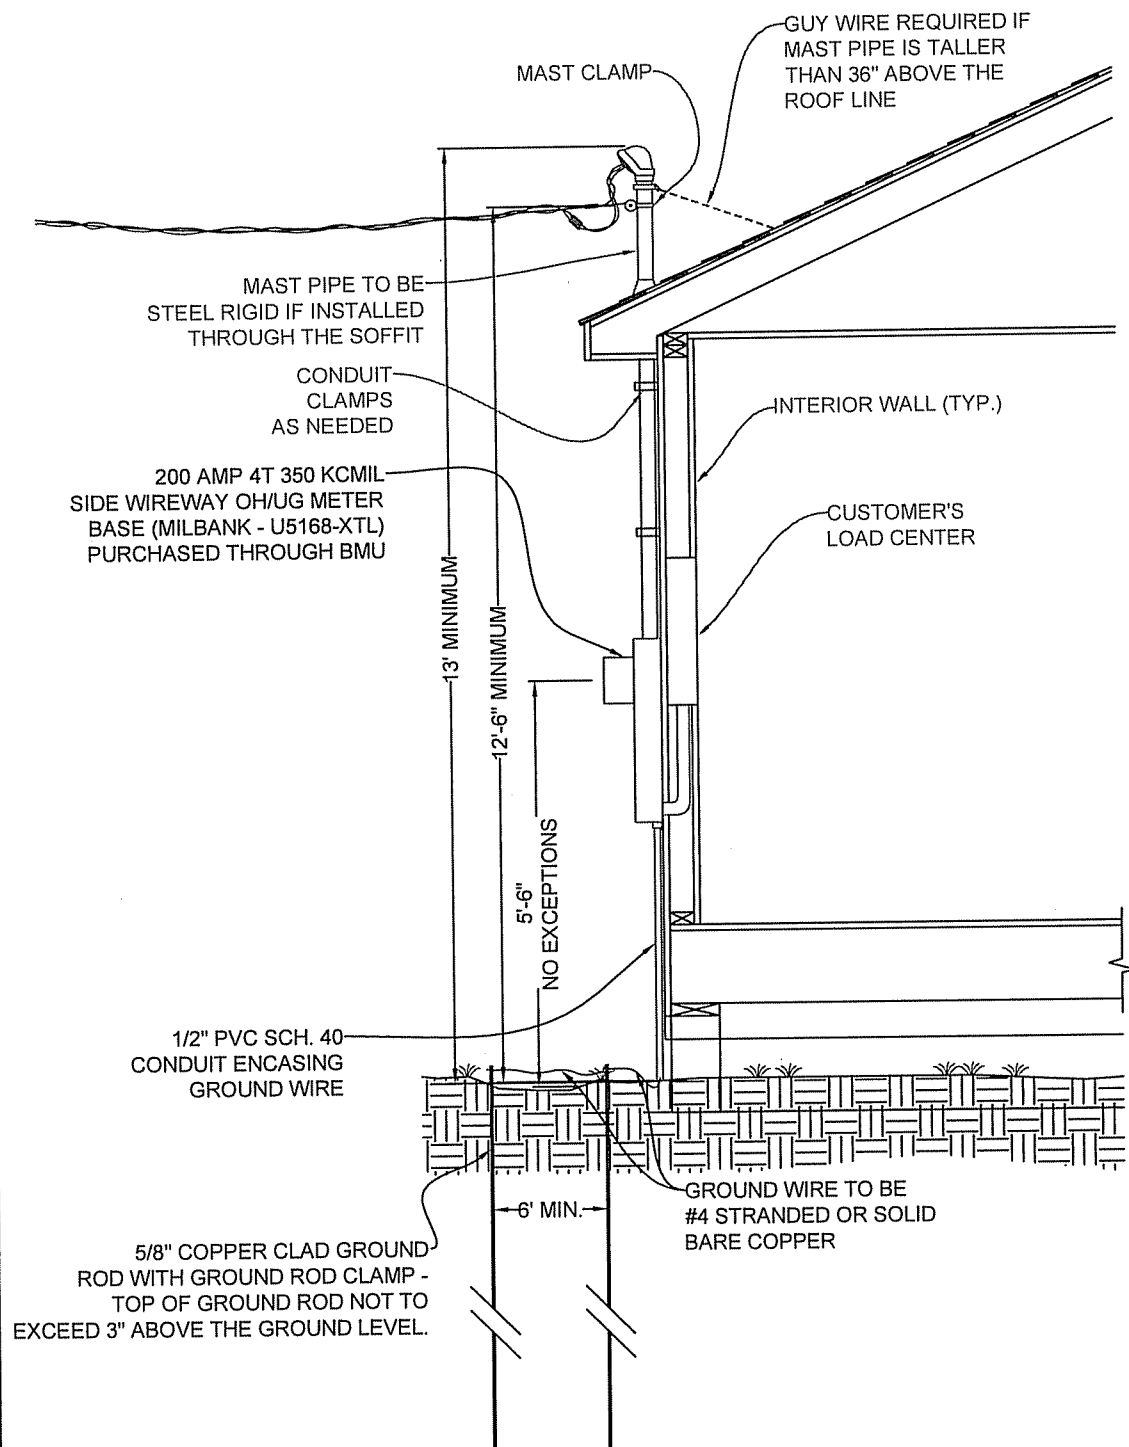 GUY WIRE REQUIRED IF
MAST PIPE IS TALLER
THAN 36" ABOVE THE
ROOF LINE
MAST CLAMP
MAST PIPE TO BE
STEEL RIGID IF INSTALLED
THROUGH THE SOFFIT
CONDUIT
CLAMPS
AS NEEDED
INTERIOR WALL (TYP.)
200 AMP 4T 350 KCMIL
SIDE WIREWAY OH/UG METER
BASE (MILBANK - U5168-XTL)
PURCHASED THROUGH BMU
CUSTOMER'S
LOAD CENTER
13' MINIMUM
12'-6" MINIMUM
5'-6"
NO EXCEPTIONS
1/2" PVC SCH. 40
CONDUIT ENCASING
GROUND WIRE
GROUND WIRE TO BE
#4 STRANDED OR SOLID
BARE COPPER
6' MIN.
5/8" COPPER CLAD GROUND
ROD WITH GROUND ROD CLAMP -
TOP OF GROUND ROD NOT TO
EXCEED 3" ABOVE THE GROUND LEVEL.